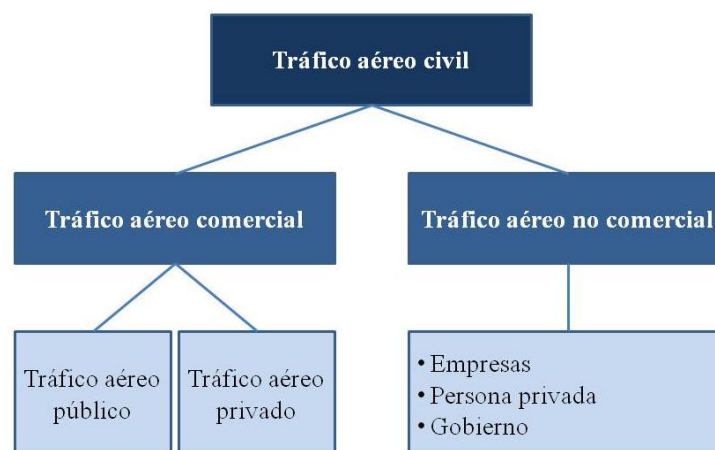 Tráfico aéreo civil
Tráfico aéreo comercial
Tráfico aéreo no comercial
Tráfico aéreo
público
Tráfico aéreo
privado
• Empresas
• Persona privada
• Gobierno